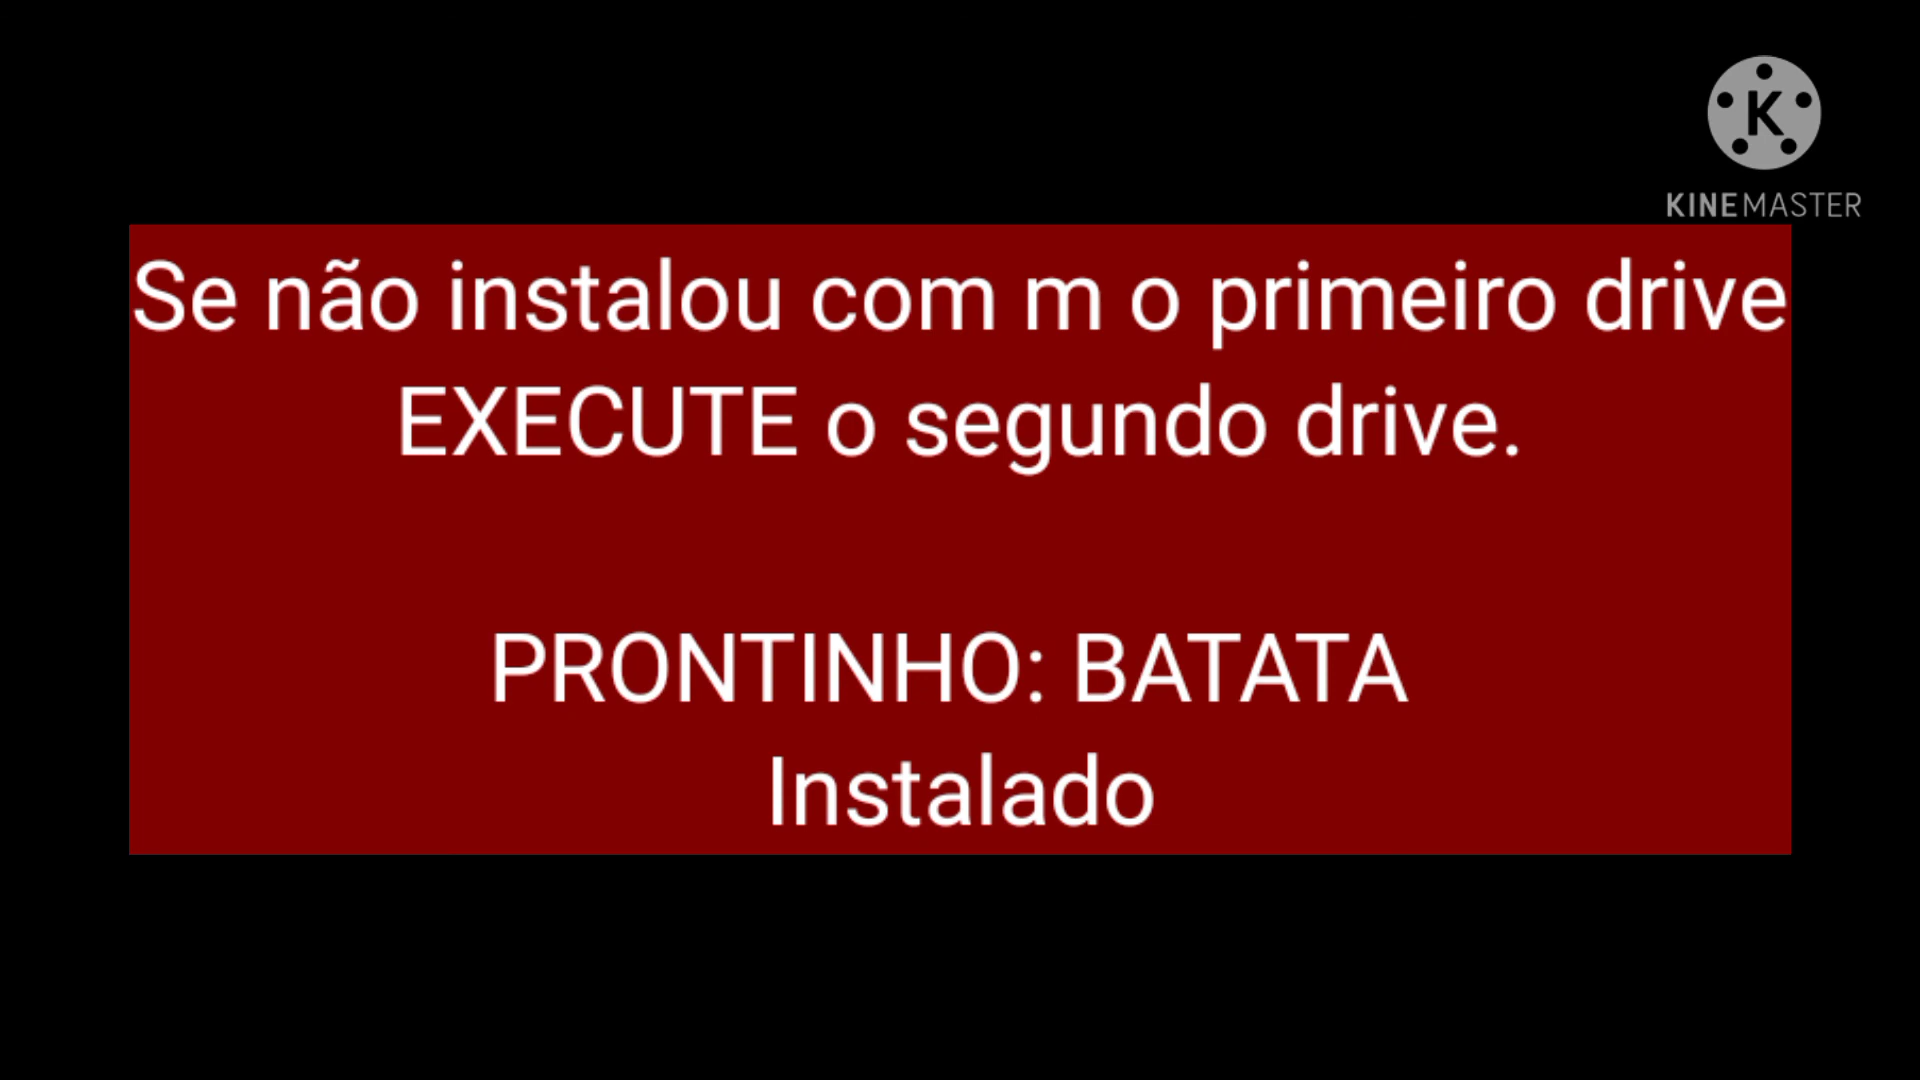 K
KINEMASTER
Se não instalou com m o primeiro drive
EXECUTE o segundo drive.
PRONTINHO: BATATA
Instalado